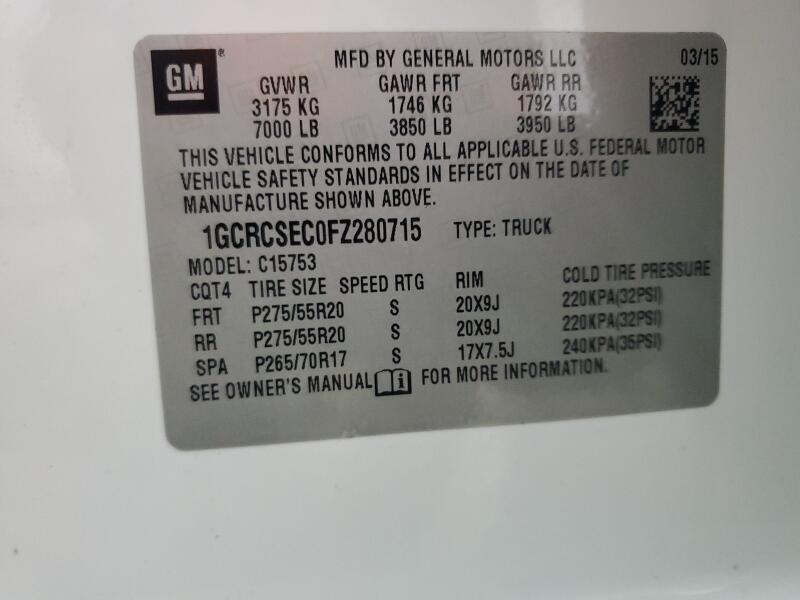 GM®
MFD BY GENERAL MOTORS LLC 03/15
GVWR GAWR FRT GAWR RR
3175 KG 1746 KG 1792 KG
7000 LB 3850 LB 3950 LB
THIS VEHICLE CONFORMS TO ALL APPLICABLE U.S. FEDERAL MOTOR
VEHICLE SAFETY STANDARDS IN EFFECT ON THE DATE OF
MANUFACTURE SHOWN ABOVE.
1GCRCSEC0FZ280715 TYPE: TRUCK
MODEL: C15753
CQT4 TIRE SIZE SPEED RTG RIM COLD TIRE PRESSURE
FRT P275/55R20 S 20X9J 220KPA(32PSI)
RR P275/55R20 S 20X9J 220KPA(32PSI)
SPA P265/70R17 S 17X7.5J 240KPA(35PSI)
SEE OWNER'S MANUAL i FOR MORE INFORMATION.